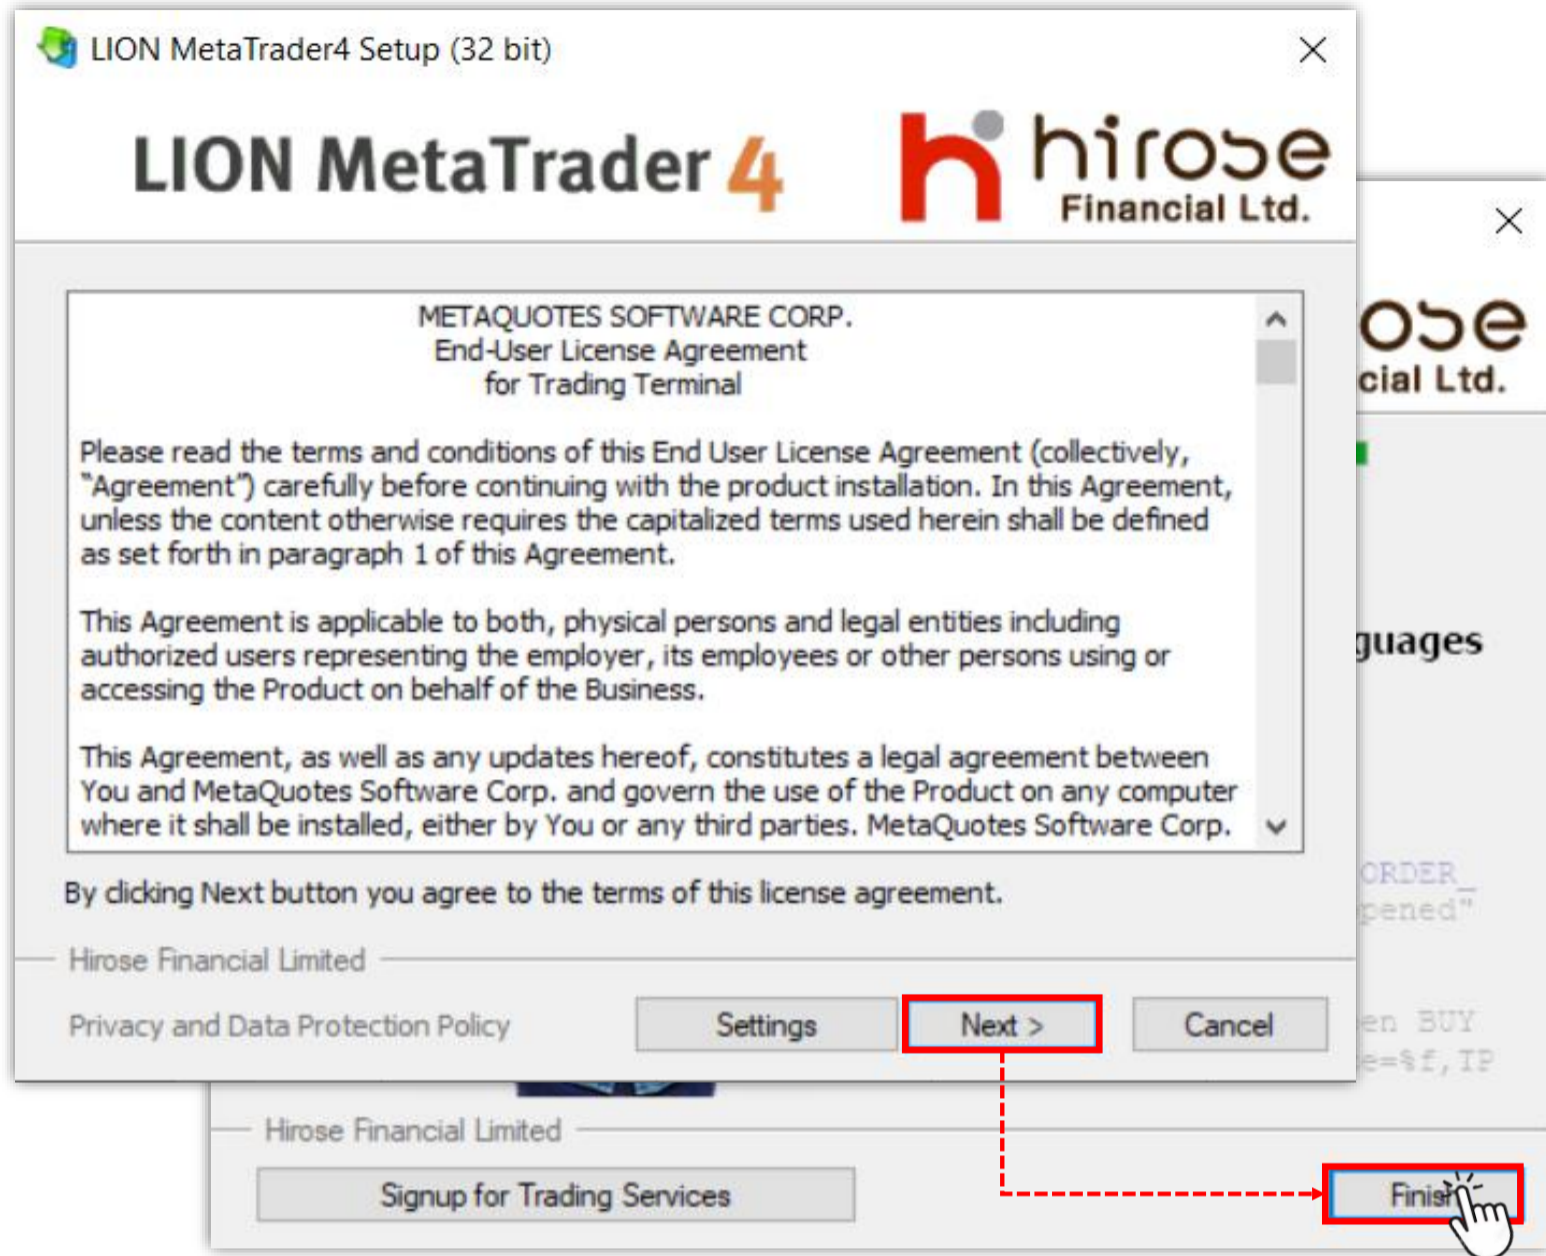 LION MetaTrader4 Setup (32 bit)
LION MetaTrader 4
hirose
Financial Ltd.
METAQUOTES SOFTWARE CORP.
End-User License Agreement
for Trading Terminal
Please read the terms and conditions of this End User License Agreement (collectively,
“Agreement”) carefully before continuing with the product installation. In this Agreement,
unless the content otherwise requires the capitalized terms used herein shall be defined
as set forth in paragraph 1 of this Agreement.
This Agreement is applicable to both, physical persons and legal entities including
authorized users representing the employer, its employees or other persons using or
accessing the Product on behalf of the Business.
This Agreement, as well as any updates hereof, constitutes a legal agreement between
You and MetaQuotes Software Corp. and govern the use of the Product on any computer
where it shall be installed, either by You or any third parties. MetaQuotes Software Corp.
By clicking Next button you agree to the terms of this license agreement.
Hirose Financial Limited
Privacy and Data Protection Policy
Settings
Next >
Cancel
ose
cial Ltd.
guages
ORDER_
pened"
en BUY
e=%f,TP
Hirose Financial Limited
Signup for Trading Services
Finish